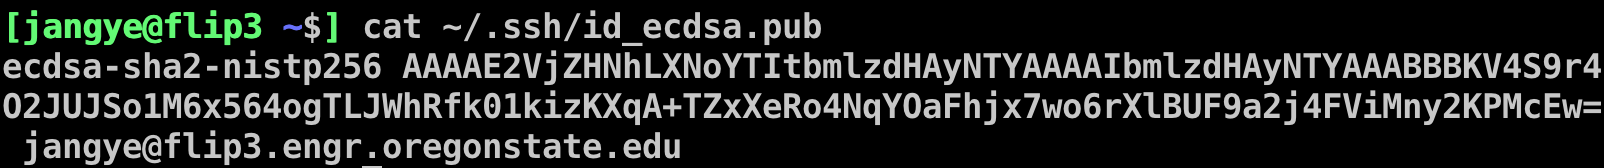 [jangye@flip3 ~$] cat ~/.ssh/id_ecdsa.pub
ecdsa-sha2-nistp256 AAAAE2VjZHNhLXNoYTItbmlzdHAyNTYAAAAIbmlzdHAyNTYAAABBBKV4S9r4
O2JUJSo1M6x564ogTLJWhRfk01kizKXqA+TZxXeRo4NqYOaFhjx7wo6rXlBUF9a2j4FViMny2KPMcEw=
jangye@flip3.engr.oregonstate.edu